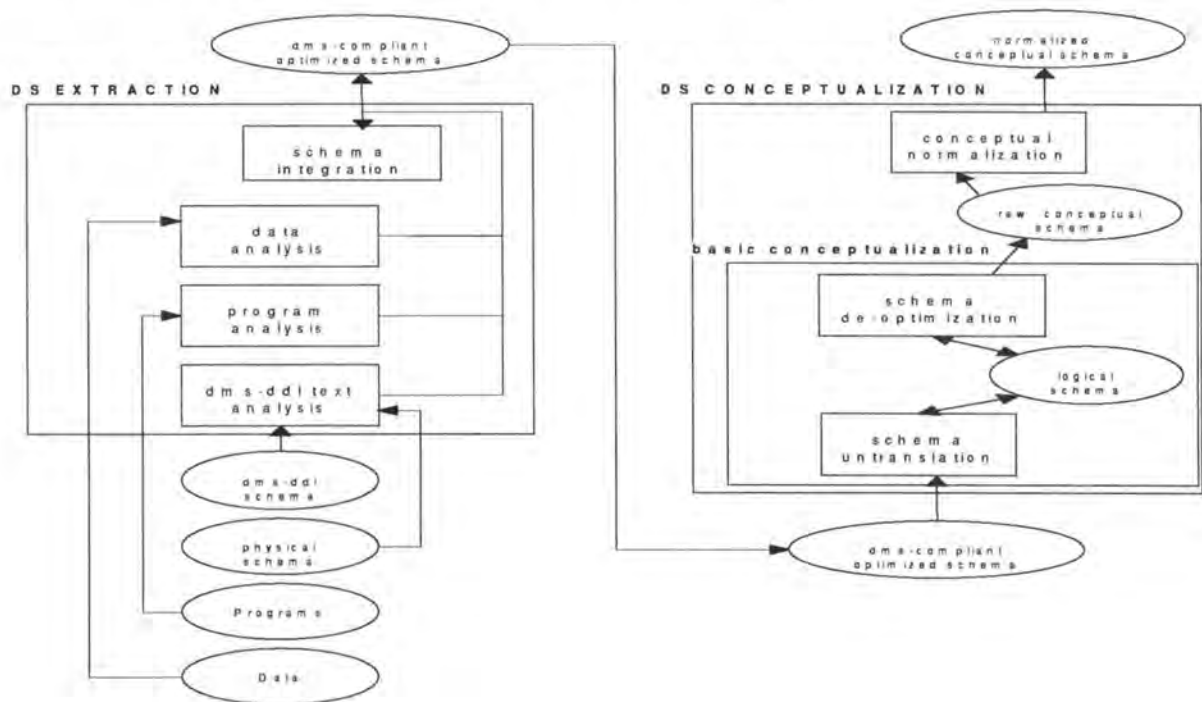 dms-compliant
optimized schema
DS EXTRACTION
schema
integration
data
analysis
program
analysis
dms-ddl text
analysis
dms-ddl
schema
physical
schema
Programs
Data
normalized
conceptual schema
DS CONCEPTUALIZATION
conceptual
normalization
raw conceptual
schema
basic conceptualization
schema
de-optimization
logical
schema
schema
untranslation
dms-compliant
optimized schema